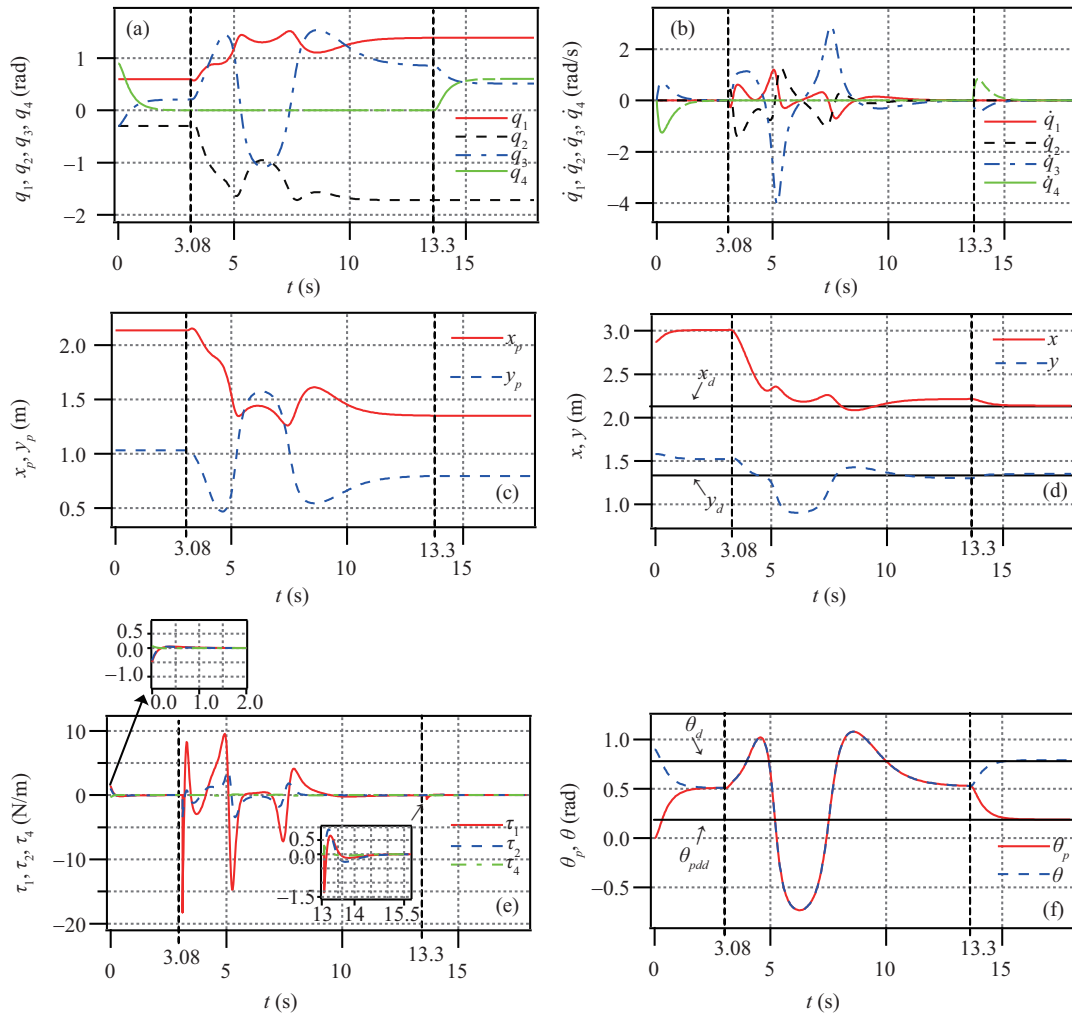 (a)
q1, q2, q3, q4 (rad)
1
0
−1
−2
q1
q2
q3
q4
3.08
13.3
0
5
10
15
t (s)
(b)
q̇1, q̇2, q̇3, q̇4 (rad/s)
2
0
−2
−4
q̇1
q̇2
q̇3
q̇4
3.08
13.3
0
5
10
15
t (s)
xp, yp (m)
2.0
1.5
1.0
0.5
xp
yp
(c)
3.08
13.3
0
5
10
15
t (s)
x, y (m)
3.0
2.5
2.0
1.5
1.0
x
y
xd
yd
(d)
3.08
13.3
0
5
10
15
t (s)
0.5
0.0
−1.0
0.0
1.0
2.0
τ1, τ2, τ4 (N/m)
10
0
−10
−20
τ1
τ2
τ4
0.5
0.0
−1.5
13
14
15.5
(e)
3.08
13.3
0
5
10
15
t (s)
θp, θ (rad)
1.0
0.5
0
−0.5
θd
θpdd
θp
θ
(f)
3.08
13.3
0
5
10
15
t (s)